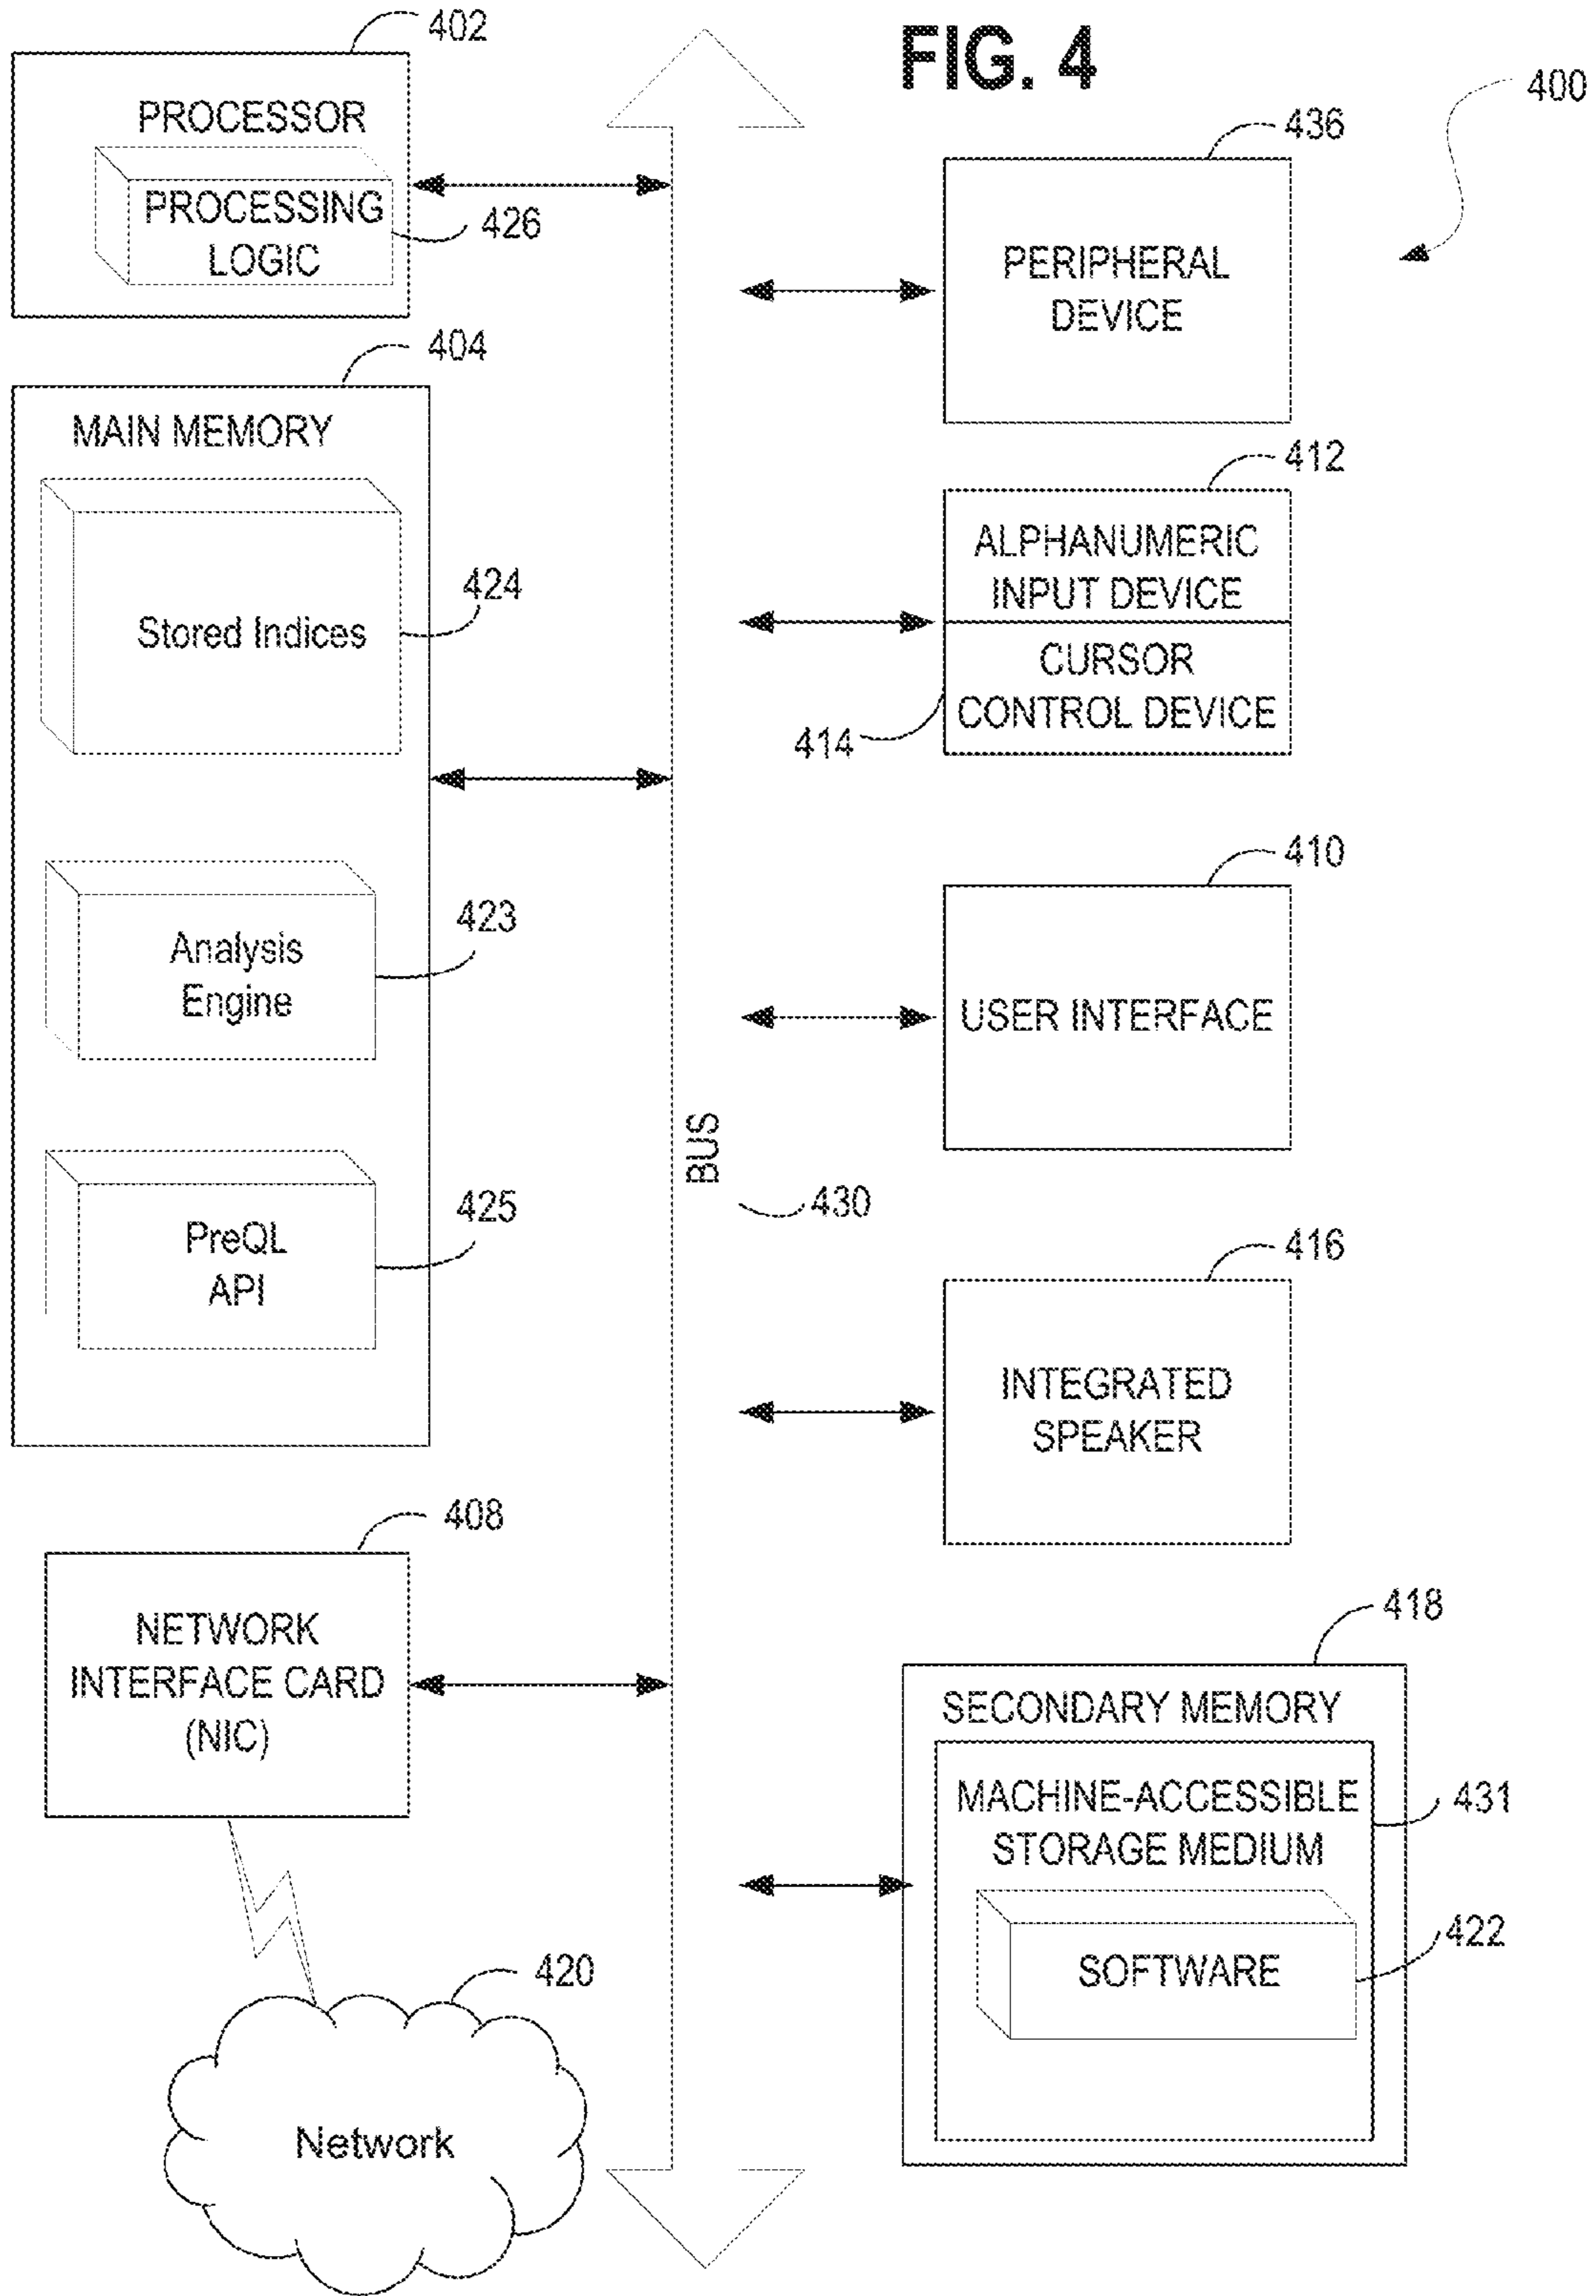 FIG. 4
400
402
PROCESSOR
PROCESSING
LOGIC
426
404
MAIN MEMORY
Stored Indices
424
Analysis
Engine
423
PreQL
API
425
408
NETWORK
INTERFACE CARD
(NIC)
420
Network
BUS
430
436
PERIPHERAL
DEVICE
412
ALPHANUMERIC
INPUT DEVICE
CURSOR
CONTROL DEVICE
414
410
USER INTERFACE
416
INTEGRATED
SPEAKER
418
SECONDARY MEMORY
MACHINE-ACCESSIBLE
STORAGE MEDIUM
431
SOFTWARE
422